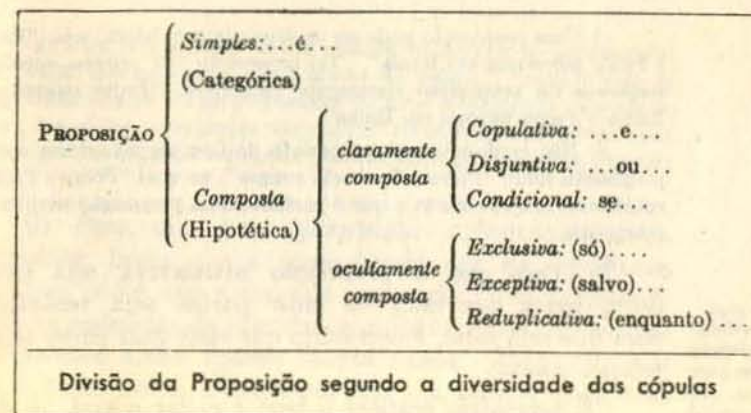 Simples:...é...
(Categórica)
PROPOSIÇÃO
Composta
(Hipotética)
claramente
composta
Copulativa: ...e...
Disjuntiva: ...ou...
Condicional: se...
ocultamente
composta
Exclusiva: (só)....
Exceptiva: (salvo)...
Reduplicativa: (enquanto) ...
Divisão da Proposição segundo a diversidade das cópulas